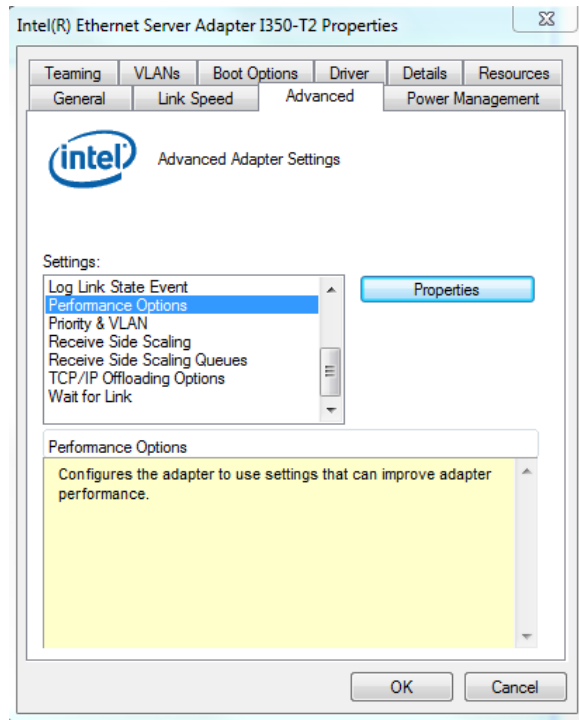 Intel(R) Ethernet Server Adapter I350-T2 Properties
Teaming VLANs Boot Options Driver Details Resources
General Link Speed Advanced Power Management
intel
Advanced Adapter Settings
Settings:
Log Link State Event
Performance Options
Priority & VLAN
Receive Side Scaling
Receive Side Scaling Queues
TCP/IP Offloading Options
Wait for Link
Properties
Performance Options
Configures the adapter to use settings that can improve adapter
performance.
OK Cancel